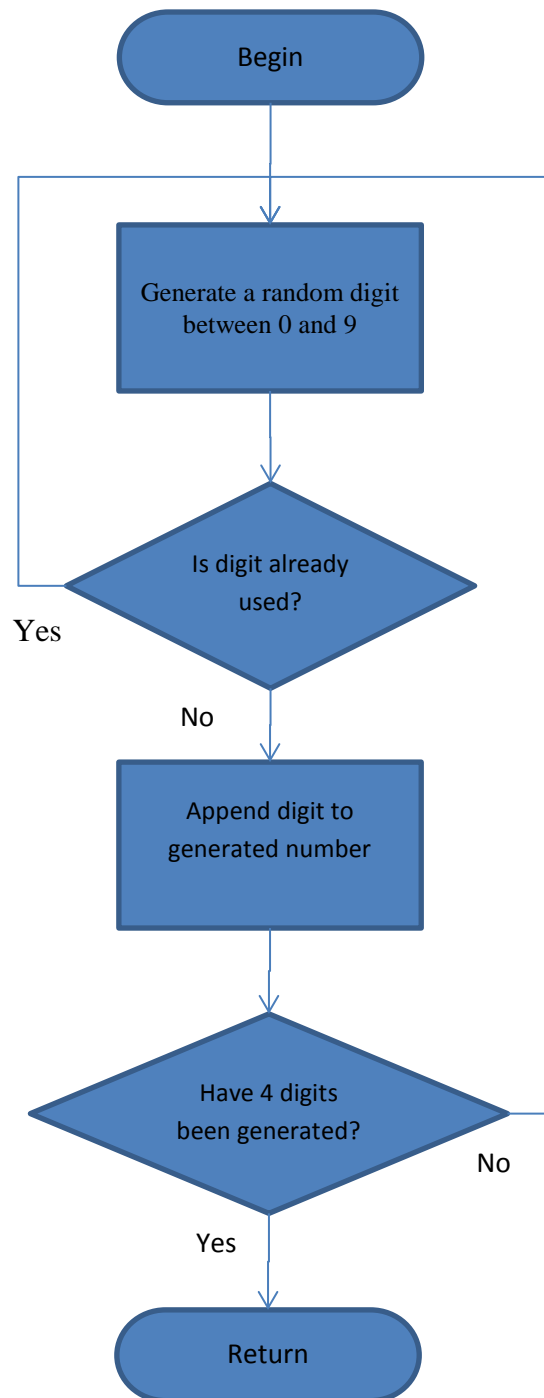 Begin
Generate a random digit
between 0 and 9
Is digit already
used?
Yes
No
Append digit to
generated number
Have 4 digits
been generated?
No
Yes
Return